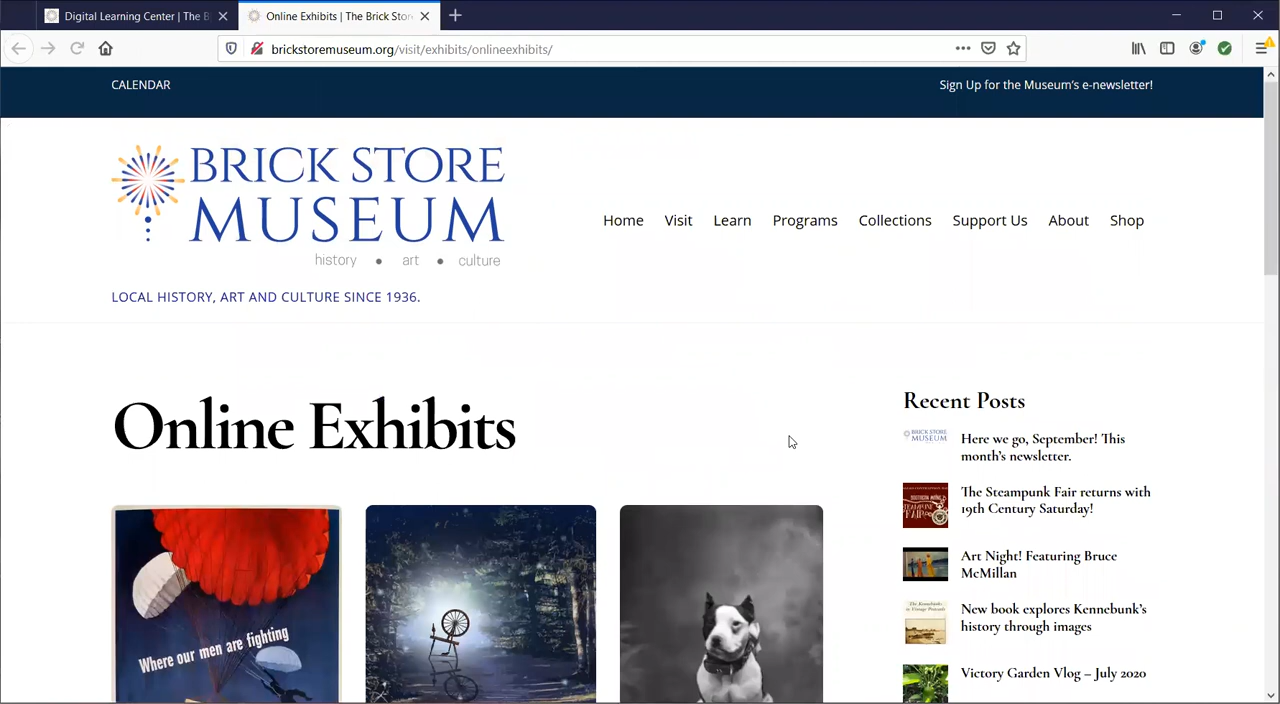 Digital Learning Center | The B
Online Exhibits | The Brick Stor
brickstoremuseum.org/visit/exhibits/onlineexhibits/
CALENDAR
Sign Up for the Museum's e-newsletter!
BRICK STORE
MUSEUM
history • art • culture
LOCAL HISTORY, ART AND CULTURE SINCE 1936.
Home Visit Learn Programs Collections Support Us About Shop
Online Exhibits
Where our men are fighting
Recent Posts
BRICK STORE
MUSEUM
Here we go, September! This
month's newsletter.
The Steampunk Fair returns with
19th Century Saturday!
Art Night! Featuring Bruce
McMillan
New book explores Kennebunk's
history through images
Victory Garden Vlog – July 2020